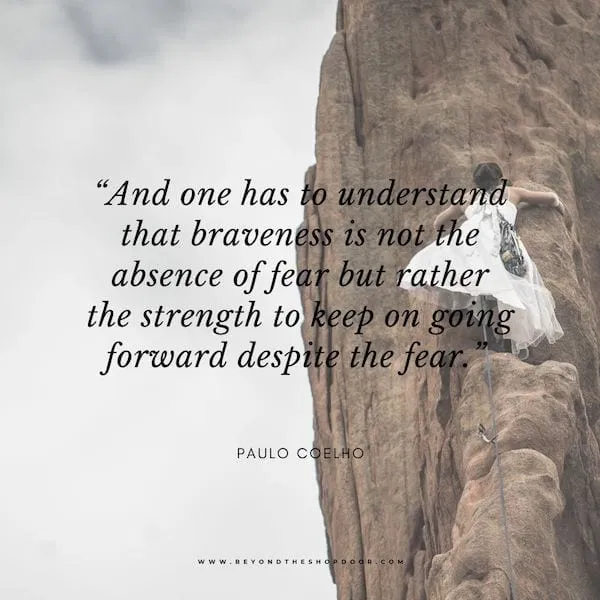 “And one has to understand
that braveness is not the
absence of fear but rather
the strength to keep on going
forward despite the fear.”
PAULO COELHO
WWW.BEYONDTHESHOPDOOR.COM